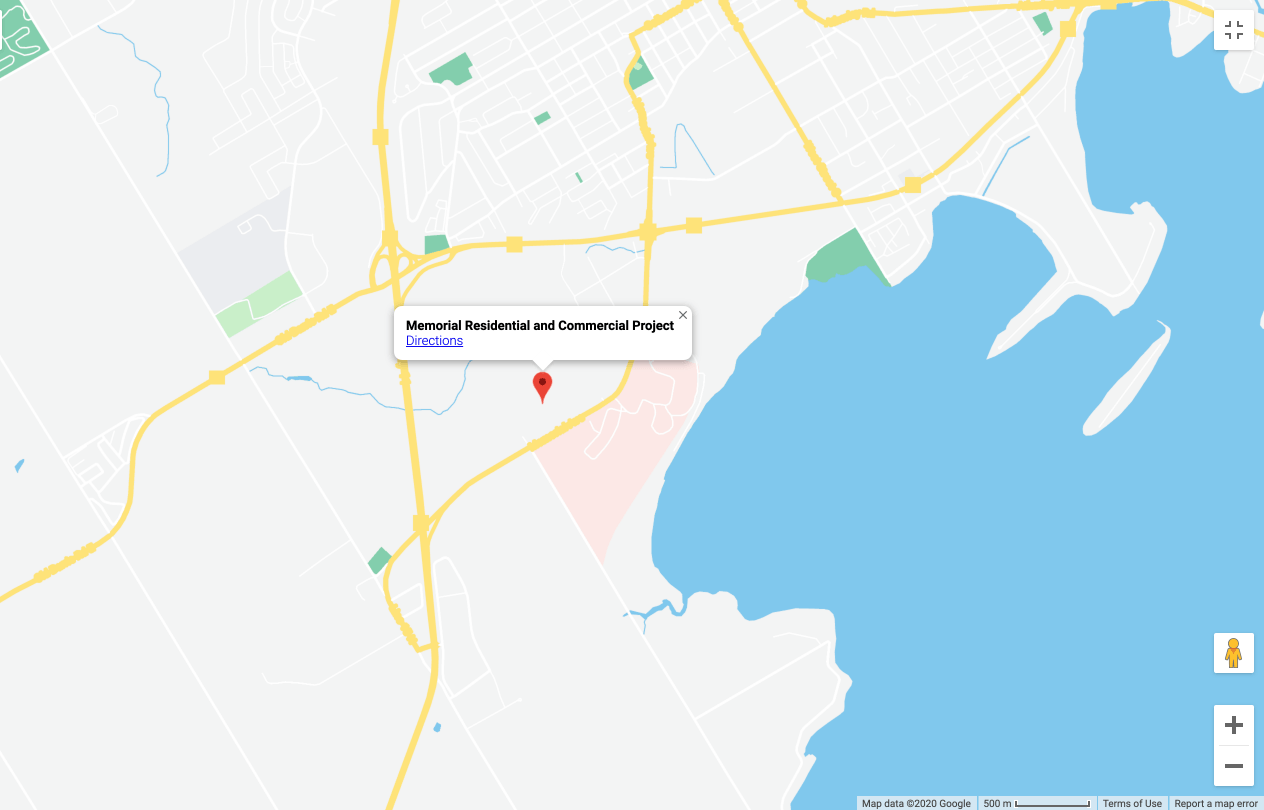 Memorial Residential and Commercial Project
Directions
Map data ©2020 Google
500 m
Terms of Use
Report a map error